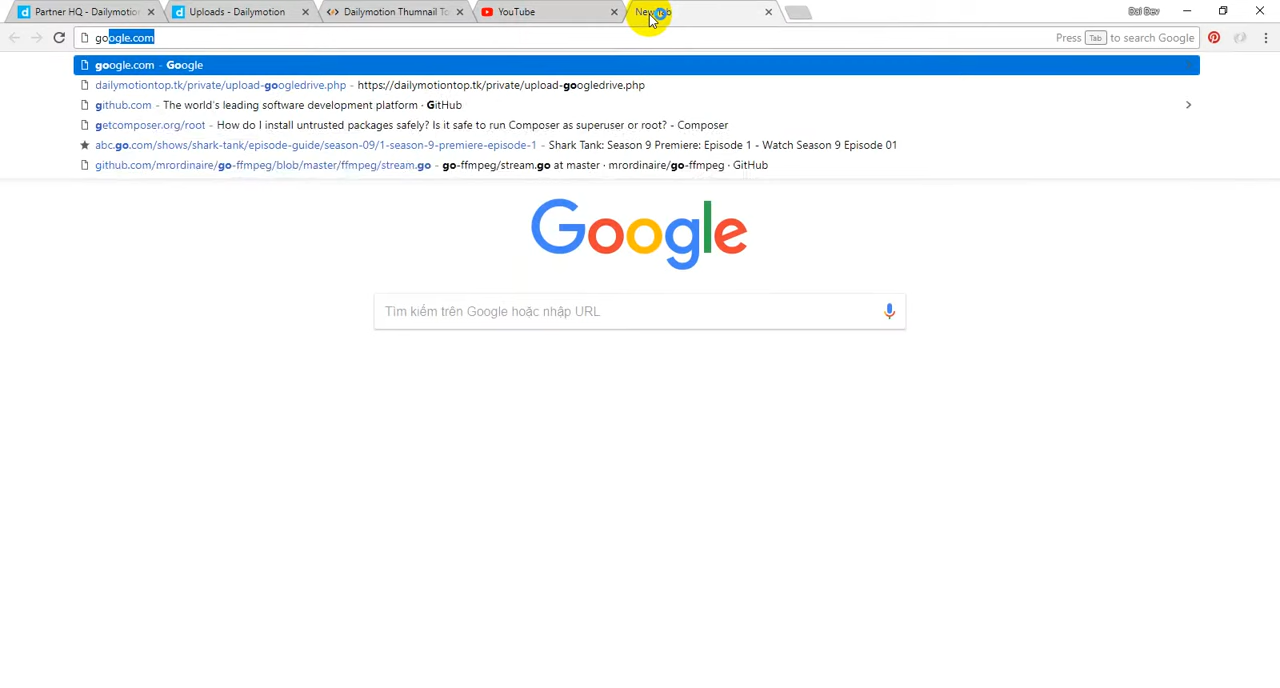 Partner HQ - Dailymotion
Uploads - Dailymotion
Dailymotion Thumnail To
YouTube
New Tab
Bui Dev
google.com
Press Tab to search Google
google.com - Google
dailymotiontop.tk/private/upload-googledrive.php - https://dailymotiontop.tk/private/upload-googledrive.php
github.com - The world's leading software development platform · GitHub
getcomposer.org/root - How do I install untrusted packages safely? Is it safe to run Composer as superuser or root? - Composer
abc.go.com/shows/shark-tank/episode-guide/season-09/1-season-9-premiere-episode-1 - Shark Tank: Season 9 Premiere: Episode 1 - Watch Season 9 Episode 01
github.com/mrordinaire/go-ffmpeg/blob/master/ffmpeg/stream.go - go-ffmpeg/stream.go at master · mrordinaire/go-ffmpeg · GitHub
Google
Tìm kiếm trên Google hoặc nhập URL